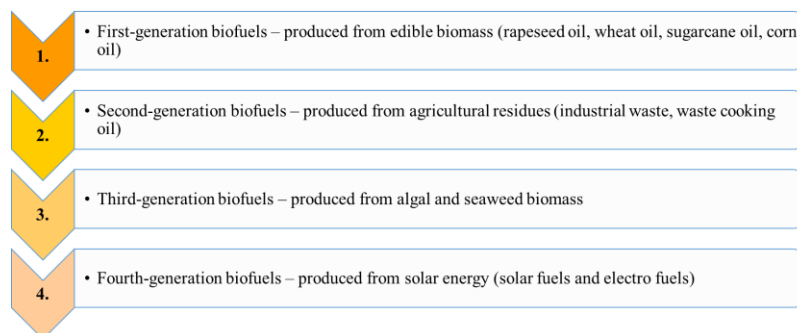 1.
• First-generation biofuels – produced from edible biomass (rapeseed oil, wheat oil, sugarcane oil, corn
oil)
2.
• Second-generation biofuels – produced from agricultural residues (industrial waste, waste cooking
oil)
3.
• Third-generation biofuels – produced from algal and seaweed biomass
4.
• Fourth-generation biofuels – produced from solar energy (solar fuels and electro fuels)